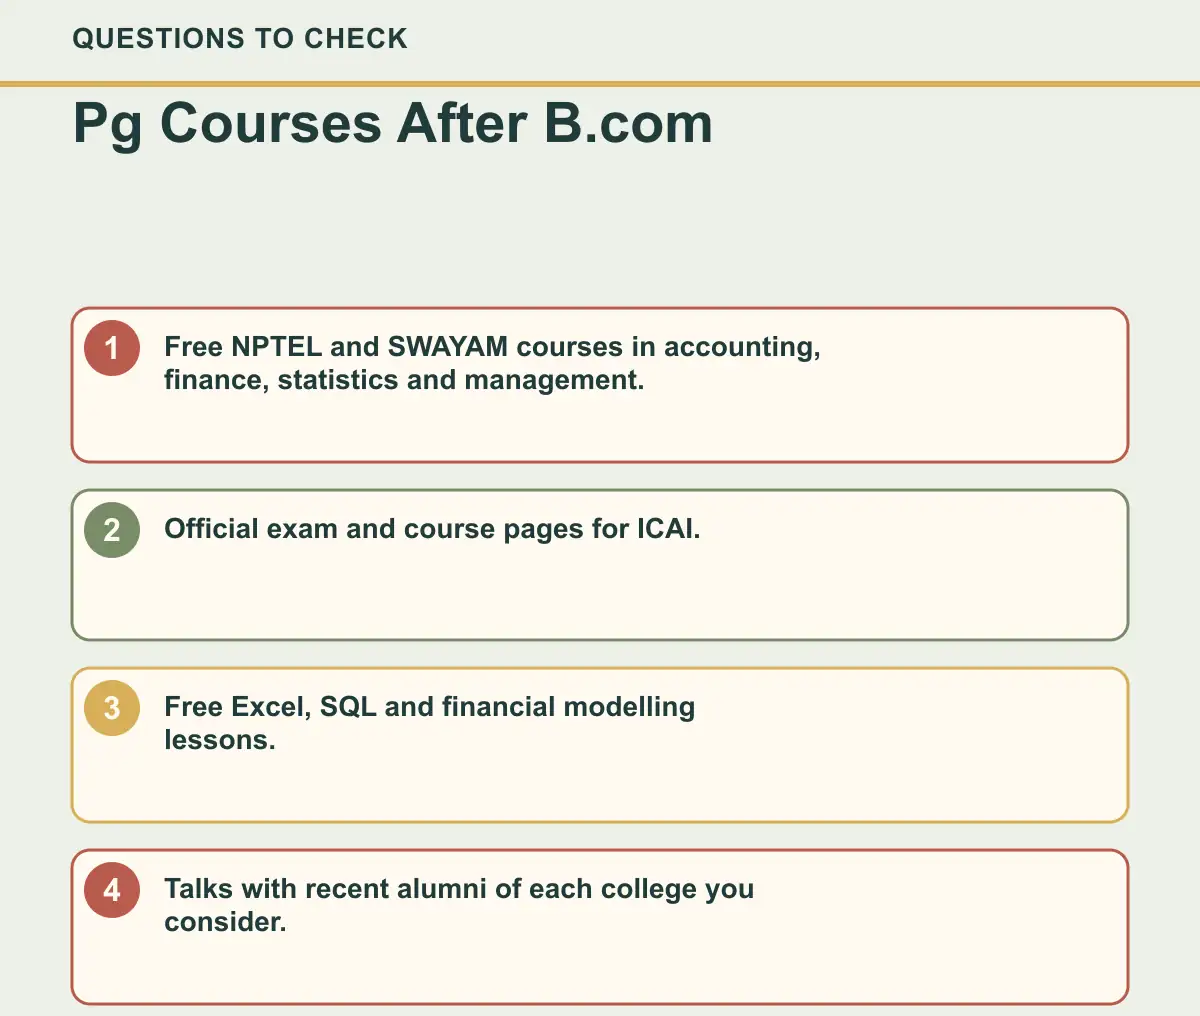 QUESTIONS TO CHECK
Pg Courses After B.com
1
Free NPTEL and SWAYAM courses in accounting,
finance, statistics and management.
2
Official exam and course pages for ICAI.
3
Free Excel, SQL and financial modelling
lessons.
4
Talks with recent alumni of each college you
consider.